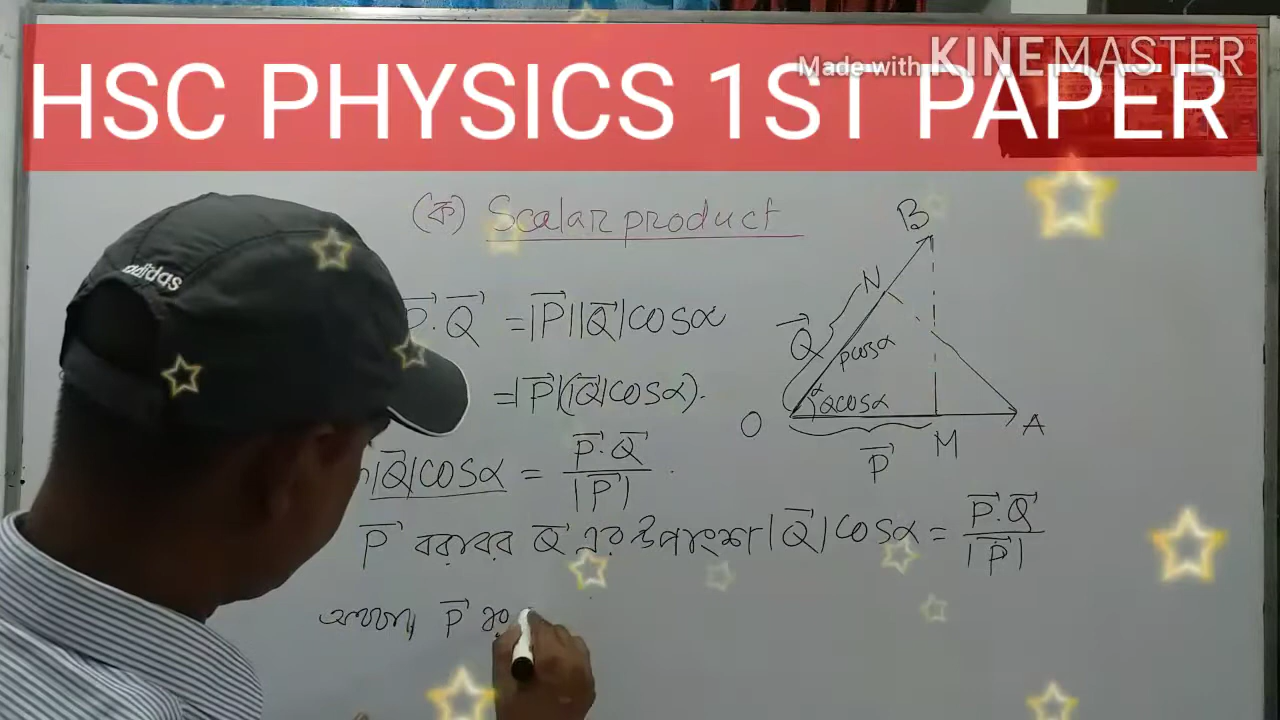 Made with KINEMASTER
HSC PHYSICS 1ST PAPER
adidas
(ক) Scalar product
P⃗·Q⃗ = |P⃗||Q⃗|cosα
= |P⃗|(|Q⃗|cosα).
|Q⃗|cosα = P⃗·Q⃗ / |P⃗|
P⃗ বরাবর Q⃗ এর উপাংশ |Q⃗|cosα = P⃗·Q⃗ / |P⃗|
P⃗
B
N
Q⃗
Pcosα
α
Qcosα
O
M
A
P⃗